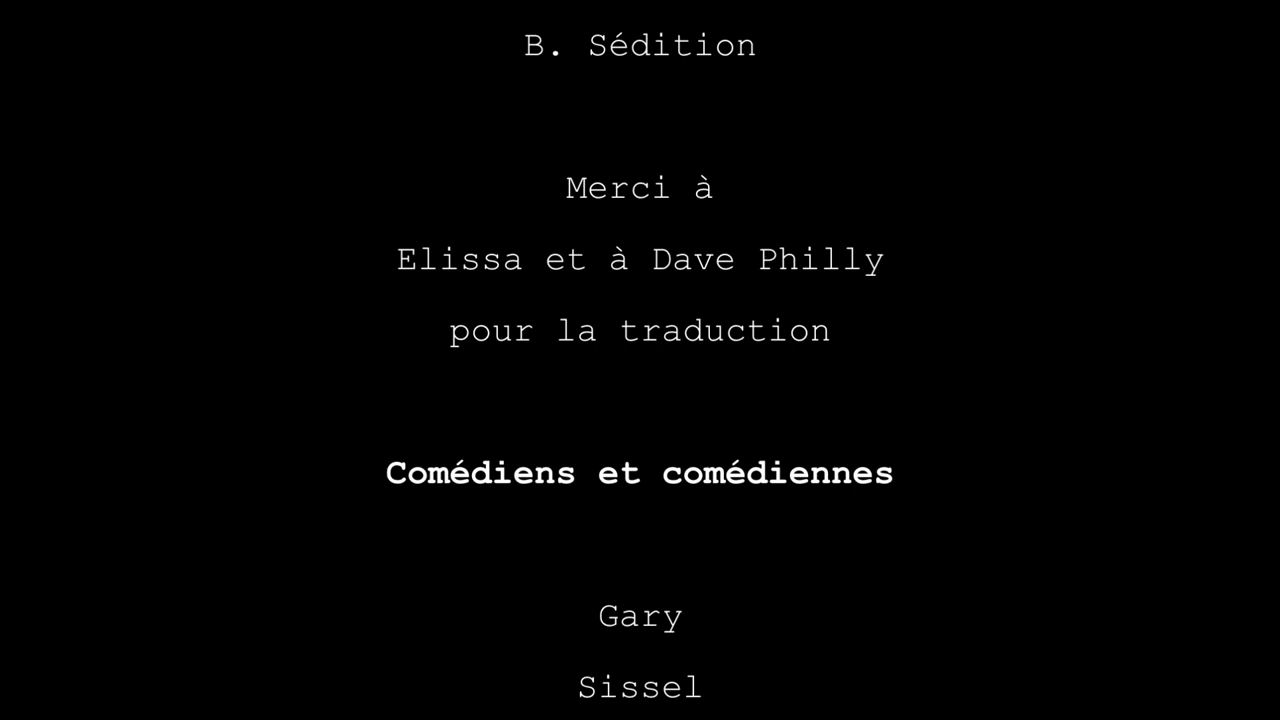 B. Sédition
Merci à
Elissa et à Dave Philly
pour la traduction
Comédiens et comédiennes
Gary
Sissel